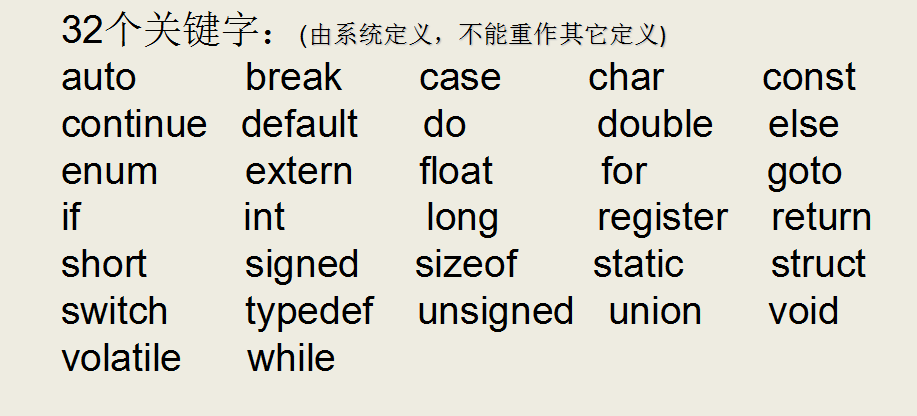 32个关键字：(由系统定义，不能重作其它定义)
auto break case char const
continue default do double else
enum extern float for goto
if int long register return
short signed sizeof static struct
switch typedef unsigned union void
volatile while